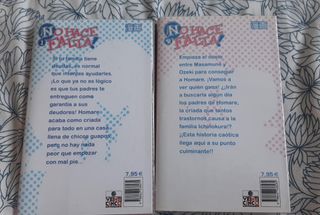 ¡NO HACE
FALTA!
Si tu familia tiene
deudas, es normal
que intentes ayudarles.
¡Lo que ya no es tan
lógico es que tus padres te
entreguen como
garantía a sus
deudores! Homare
acaba como criada
para todo en una casa
llena de chicos guapos,
pero no hay nada
peor que empezar
con mal pie...
7,95 €
¡NO HACE
FALTA!
Empieza el duelo
entre Masamune y
Ozeki para conseguir
a Homare. ¡Vamos a
ver quién gana! ¿¡Irán
a buscarla algún día
los padres de Homare,
la criada que tantos
trastornos causa a la
familia Ichinokura!?
¡¡Esta historia caótica
llega aquí a su punto
culminante!!
7,95 €